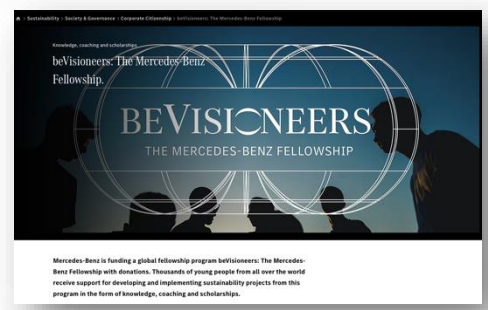 › Sustainability › Society & Governance › Corporate Citizenship › beVisioneers: The Mercedes-Benz Fellowship
Knowledge, coaching and scholarships.
beVisioneers: The Mercedes-Benz
Fellowship.
BEVISIONEERS
THE MERCEDES-BENZ FELLOWSHIP
Mercedes-Benz is funding a global fellowship program beVisioneers: The Mercedes-
Benz Fellowship with donations. Thousands of young people from all over the world
receive support for developing and implementing sustainability projects from this
program in the form of knowledge, coaching and scholarships.